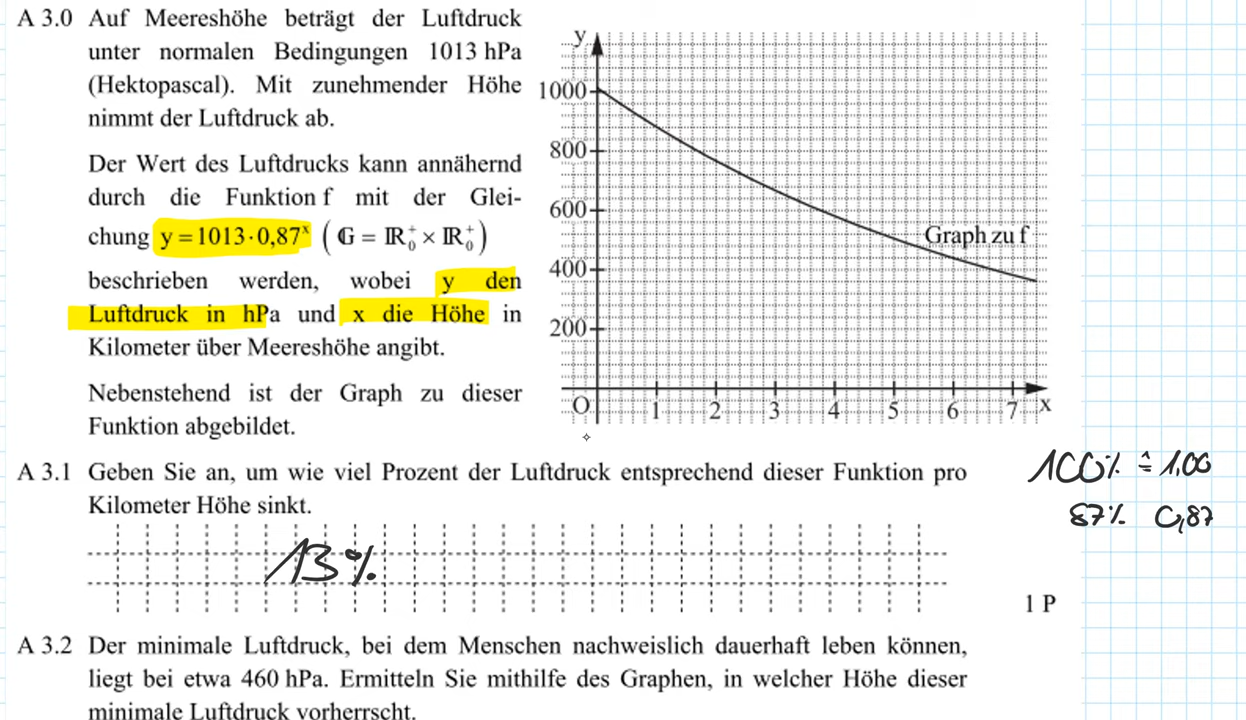 A 3.0 Auf Meereshöhe beträgt der Luftdruck
unter normalen Bedingungen 1013 hPa
(Hektopascal). Mit zunehmender Höhe
nimmt der Luftdruck ab.
Der Wert des Luftdrucks kann annähernd
durch die Funktion f mit der Glei-
chung y = 1013 · 0,87ˣ ( 𝔾 = ℝ₀⁺ × ℝ₀⁺ )
beschrieben werden, wobei y den
Luftdruck in hPa und x die Höhe in
Kilometer über Meereshöhe angibt.
Nebenstehend ist der Graph zu dieser
Funktion abgebildet.
y
1000
800
600
400
200
O 1 2 3 4 5 6 7 x
Graph zu f
A 3.1 Geben Sie an, um wie viel Prozent der Luftdruck entsprechend dieser Funktion pro
Kilometer Höhe sinkt.
100% ≙ 1,00
87% 0,87
13%
1 P
A 3.2 Der minimale Luftdruck, bei dem Menschen nachweislich dauerhaft leben können,
liegt bei etwa 460 hPa. Ermitteln Sie mithilfe des Graphen, in welcher Höhe dieser
minimale Luftdruck vorherrscht.